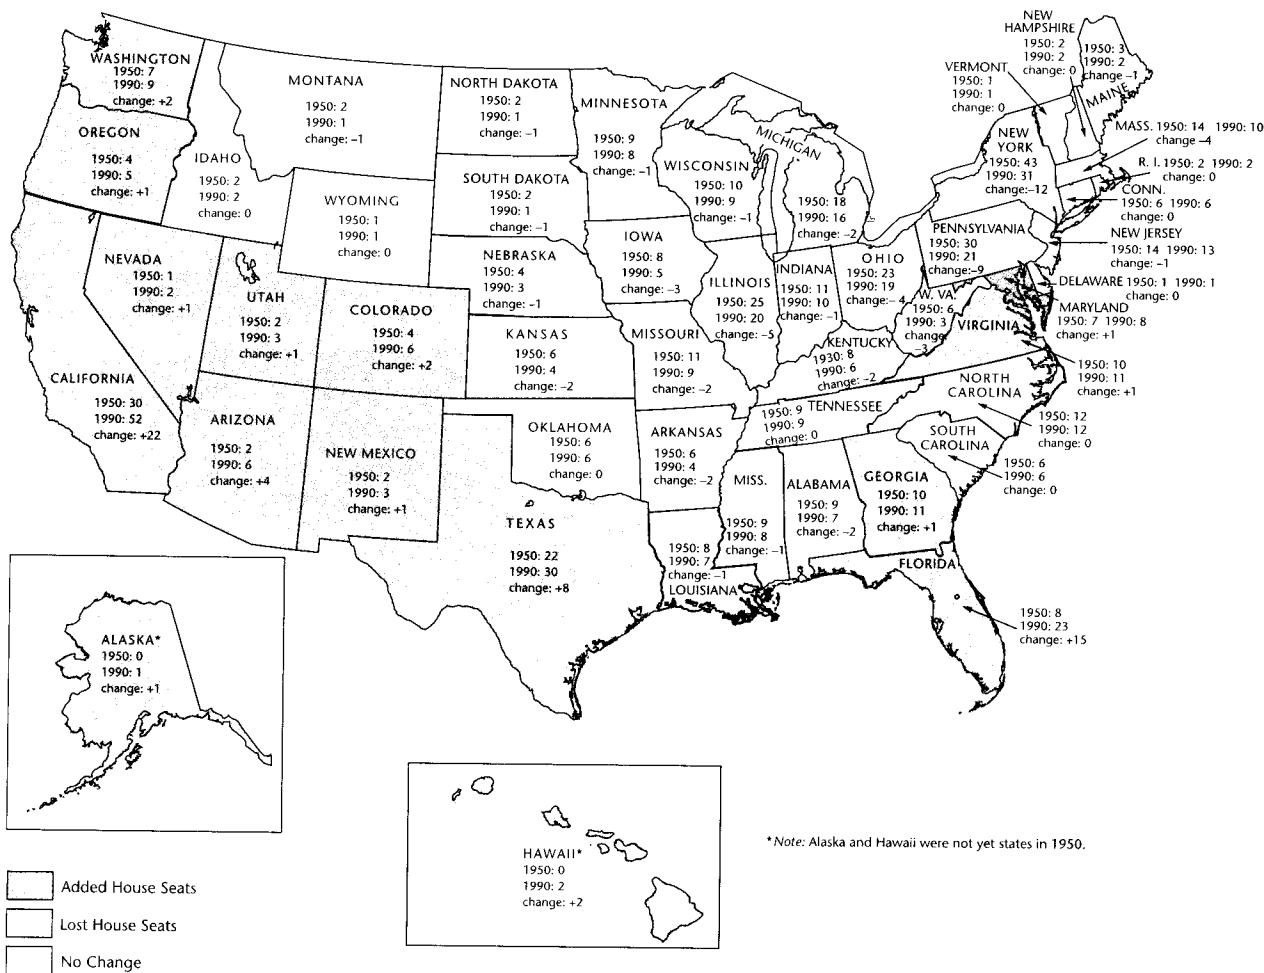 WASHINGTON
1950: 7
1990: 9
change: +2
OREGON
1950: 4
1990: 5
change: +1
IDAHO
1950: 2
1990: 2
change: 0
MONTANA
1950: 2
1990: 1
change: –1
WYOMING
1950: 1
1990: 1
change: 0
NORTH DAKOTA
1950: 2
1990: 1
change: –1
SOUTH DAKOTA
1950: 2
1990: 1
change: –1
NEBRASKA
1950: 4
1990: 3
change: –1
KANSAS
1950: 6
1990: 4
change: –2
MINNESOTA
1950: 9
1990: 8
change: –1
IOWA
1950: 8
1990: 5
change: –3
MISSOURI
1950: 11
1990: 9
change: –2
WISCONSIN
1950: 10
1990: 9
change: –1
MICHIGAN
1950: 18
1990: 16
change: –2
ILLINOIS
1950: 25
1990: 20
change: –5
INDIANA
1950: 11
1990: 10
change: –1
OHIO
1950: 23
1990: 19
change: – 4
KENTUCKY
1930: 8
1990: 6
change: –2
W. VA.
1950: 6
1990: 3
change:
–3
PENNSYLVANIA
1950: 30
1990: 21
change: –9
NEW
YORK
1950: 43
1990: 31
change: –12
VERMONT
1950: 1
1990: 1
change: 0
NEW
HAMPSHIRE
1950: 2
1990: 2
change: 0
1950: 3
1990: 2
change –1
MAINE
MASS. 1950: 14 1990: 10
change –4
R. I. 1950: 2 1990: 2
change: 0
CONN.
1950: 6 1990: 6
change: 0
NEW JERSEY
1950: 14 1990: 13
change: –1
DELAWARE 1950: 1 1990: 1
change: 0
MARYLAND
1950: 7 1990: 8
change: +1
VIRGINIA
1950: 10
1990: 11
change: +1
NORTH
CAROLINA
1950: 12
1990: 12
change: 0
SOUTH
CAROLINA
1950: 6
1990: 6
change: 0
TENNESSEE
1950: 9
1990: 9
change: 0
GEORGIA
1950: 10
1990: 11
change: +1
ALABAMA
1950: 9
1990: 7
change: –2
MISS.
1950: 9
1990: 8
change: –1
ARKANSAS
1950: 6
1990: 4
change: –2
1950: 8
1990: 7
change: –1
LOUISIANA
FLORIDA
1950: 8
1990: 23
change: +15
OKLAHOMA
1950: 6
1990: 6
change: 0
TEXAS
1950: 22
1990: 30
change: +8
NEW MEXICO
1950: 2
1990: 3
change: +1
COLORADO
1950: 4
1990: 6
change: +2
UTAH
1950: 2
1990: 3
change: +1
NEVADA
1950: 1
1990: 2
change: +1
CALIFORNIA
1950: 30
1990: 52
change: +22
ARIZONA
1950: 2
1990: 6
change: +4
ALASKA*
1950: 0
1990: 1
change: +1
HAWAII*
1950: 0
1990: 2
change: +2
*Note: Alaska and Hawaii were not yet states in 1950.
Added House Seats
Lost House Seats
No Change